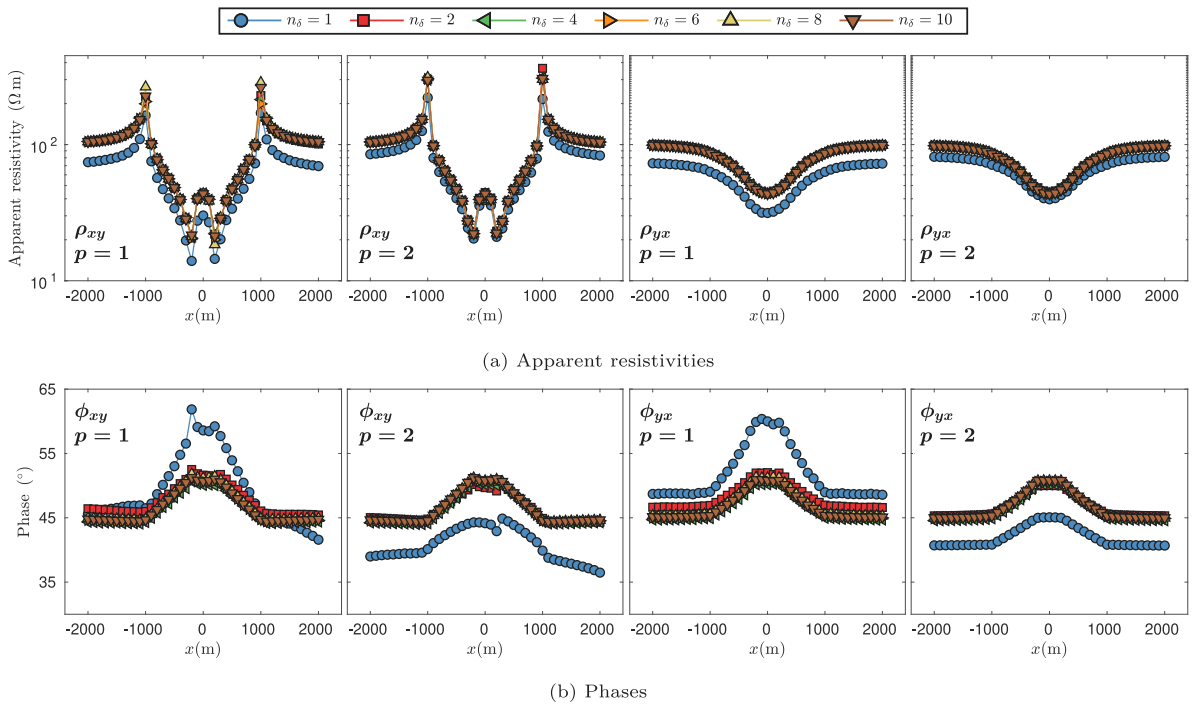 n_δ = 1 n_δ = 2 n_δ = 4 n_δ = 6 n_δ = 8 n_δ = 10
Apparent resistivity (Ω m)
10^2
10^1
ρ_xy
p = 1
ρ_xy
p = 2
ρ_yx
p = 1
ρ_yx
p = 2
-2000 -1000 0 1000 2000 -2000 -1000 0 1000 2000 -2000 -1000 0 1000 2000 -2000 -1000 0 1000 2000
x(m) x(m) x(m) x(m)
(a) Apparent resistivities
Phase (°)
65
55
45
35
ϕ_xy
p = 1
ϕ_xy
p = 2
ϕ_yx
p = 1
ϕ_yx
p = 2
-2000 -1000 0 1000 2000 -2000 -1000 0 1000 2000 -2000 -1000 0 1000 2000 -2000 -1000 0 1000 2000
x(m) x(m) x(m) x(m)
(b) Phases